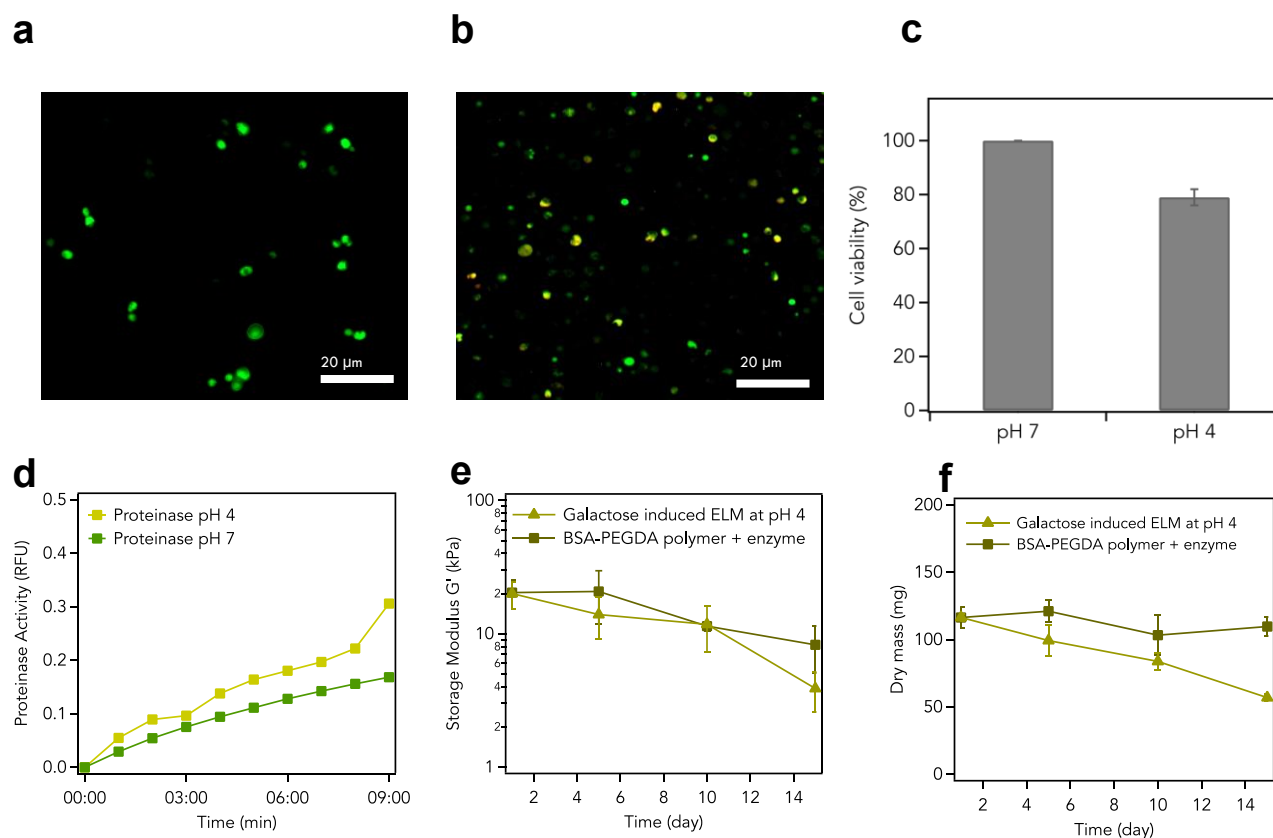 a
b
c
20 µm
20 µm
Cell viability (%)
100
80
60
40
20
0
pH 7
pH 4
d
Proteinase Activity (RFU)
0.5
0.4
0.3
0.2
0.1
0.0
Proteinase pH 4
Proteinase pH 7
00:00
03:00
06:00
09:00
Time (min)
e
Storage Modulus G' (kPa)
100
8
6
4
2
10
8
6
4
2
1
Galactose induced ELM at pH 4
BSA-PEGDA polymer + enzyme
2
4
6
8
10
12
14
Time (day)
f
Dry mass (mg)
200
150
100
50
0
Galactose induced ELM at pH 4
BSA-PEGDA polymer + enzyme
2
4
6
8
10
12
14
Time (day)